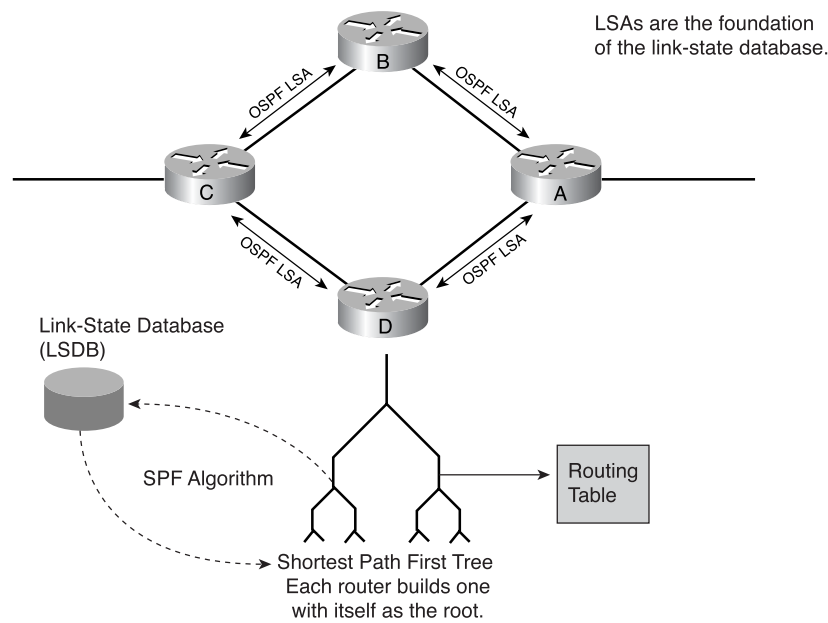 B
LSAs are the foundation
of the link-state database.
OSPF LSA
OSPF LSA
C
A
OSPF LSA
OSPF LSA
D
Link-State Database
(LSDB)
SPF Algorithm
Routing
Table
Shortest Path First Tree
Each router builds one
with itself as the root.